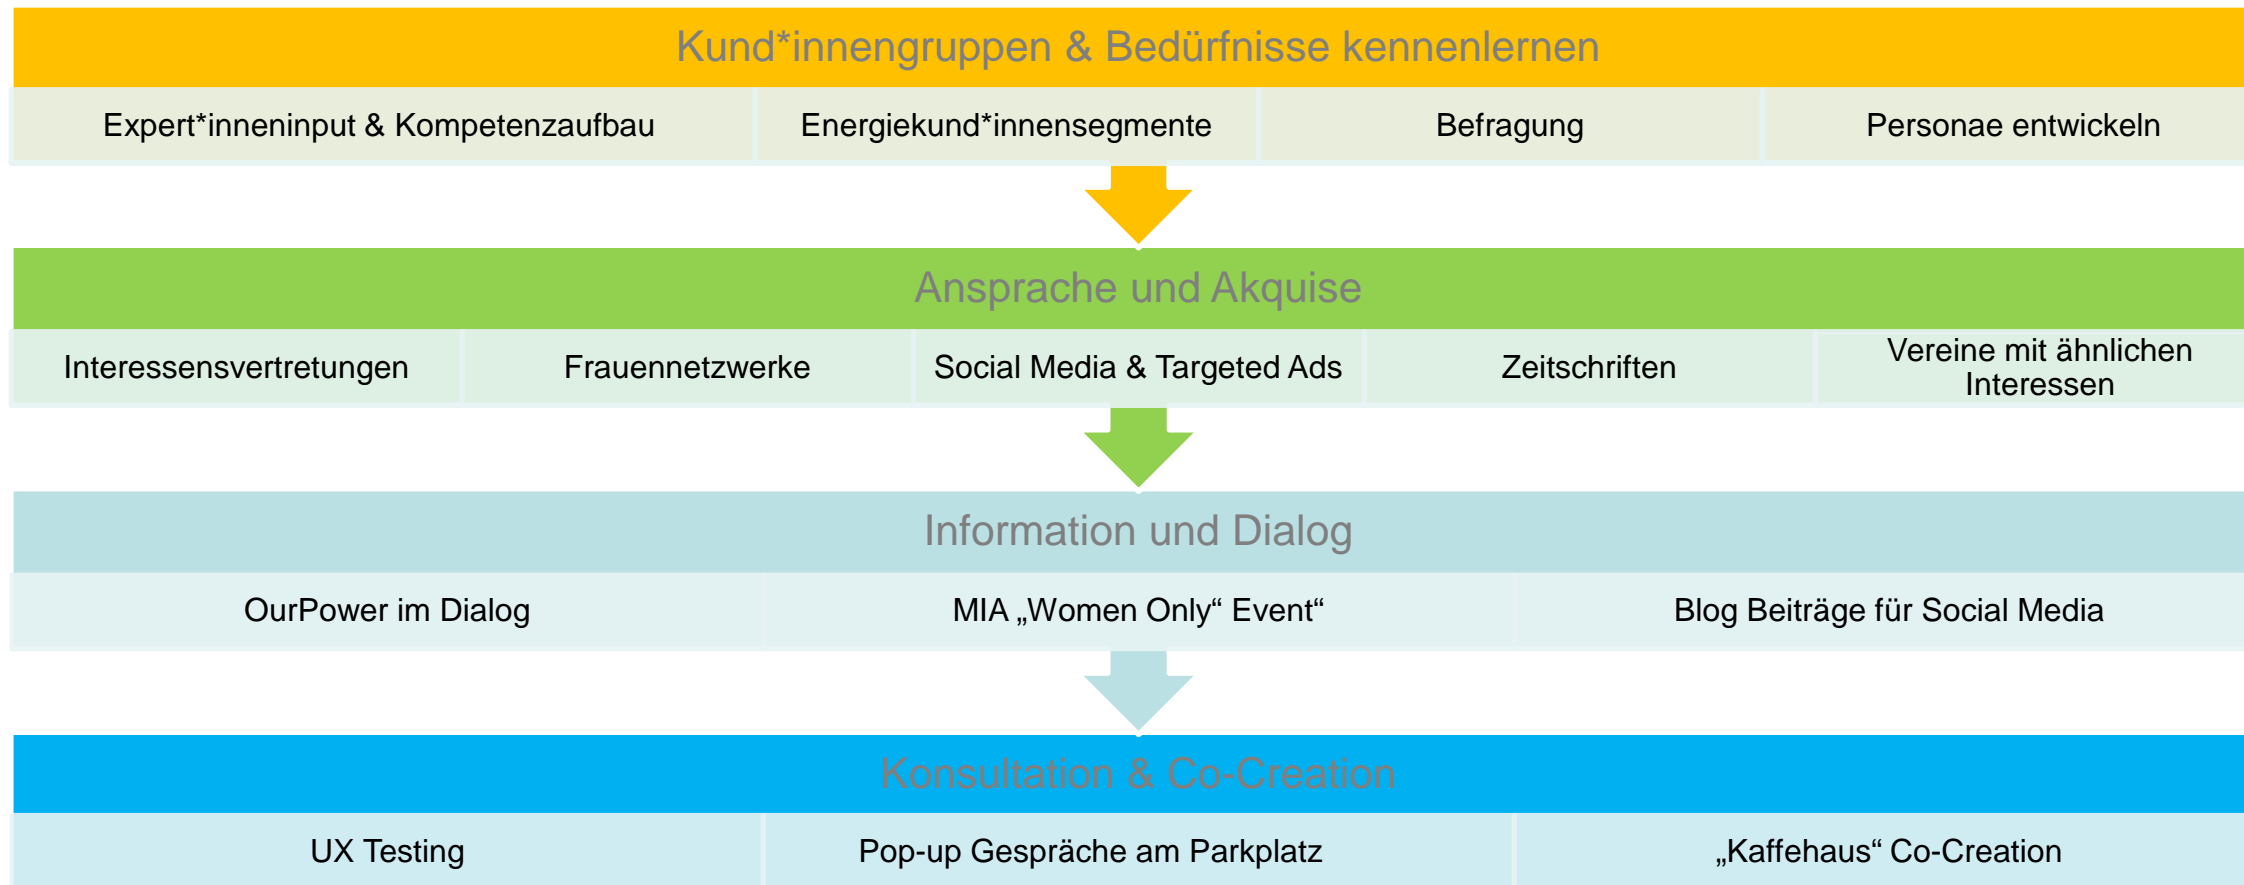 Kund*innengruppen & Bedürfnisse kennenlernen
Expert*inneninput & Kompetenzaufbau
Energiekund*innensegmente
Befragung
Personae entwickeln
Ansprache und Akquise
Interessensvertretungen
Frauennetzwerke
Social Media & Targeted Ads
Zeitschriften
Vereine mit ähnlichen
Interessen
Information und Dialog
OurPower im Dialog
MIA „Women Only“ Event“
Blog Beiträge für Social Media
Konsultation & Co-Creation
UX Testing
Pop-up Gespräche am Parkplatz
„Kaffehaus“ Co-Creation